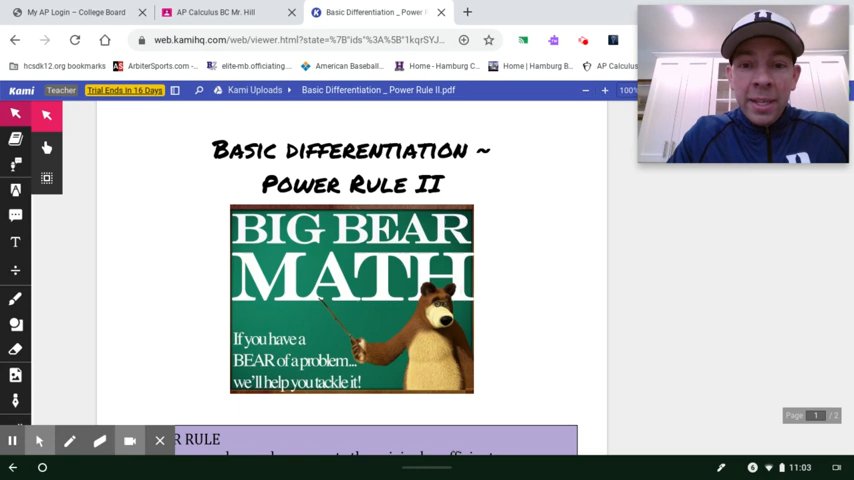 My AP Login – College Board
AP Calculus BC Mr. Hill
Basic Differentiation _ Power R
web.kamihq.com/web/viewer.html?state=%7B"ids"%3A%5B"1kqrSYJ...
hcsdk12.org bookmarks
ArbiterSports.com -...
elite-mb.officiating...
American Baseball...
Home - Hamburg C...
Home | Hamburg B...
AP Calculus
Kami
Teacher
Trial Ends In 16 Days
Kami Uploads
Basic Differentiation _ Power Rule II.pdf
100%
BASIC DIFFERENTIATION ~
POWER RULE II
BIG BEAR
MATH
If you have a
BEAR of a problem...
we'll help you tackle it!
Page 1 / 2
R RULE
6
11:03